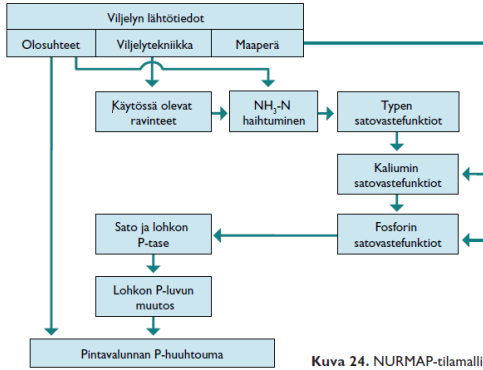 Viljelyn lähtötiedot
Olosuhteet Viljelytekniikka Maaperä
Käytössä olevat
ravinteet
NH₃-N
haihtuminen
Typen
satovastefunktiot
Kaliumin
satovastefunktiot
Fosforin
satovastefunktiot
Sato ja lohkon
P-tase
Lohkon P-luvun
muutos
Pintavalunnan P-huuhtouma
Kuva 24. NURMAP-tilamalli